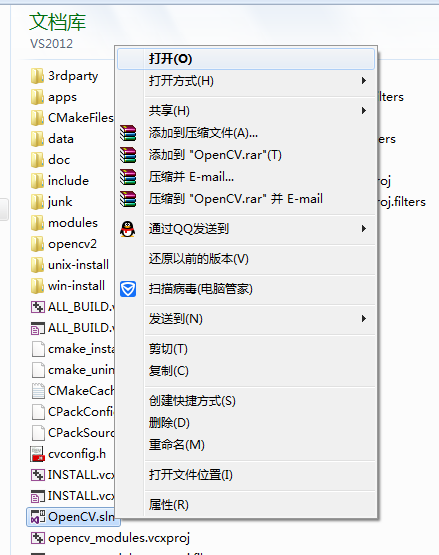 文档库
VS2012
3rdparty
apps
CMakeFiles
data
doc
include
junk
modules
opencv2
unix-install
win-install
ALL_BUILD.v
ALL_BUILD.v
cmake_insta
cmake_unin
CMakeCach
CPackConfi
CPackSourc
cvconfig.h
INSTALL.vcx
INSTALL.vcx
OpenCV.sln
opencv_modules.vcxproj
打开(O)
打开方式(H)
共享(H)
添加到压缩文件(A)...
添加到 "OpenCV.rar"(T)
压缩并 E-mail...
压缩到 "OpenCV.rar" 并 E-mail
通过QQ发送到
还原以前的版本(V)
扫描病毒(电脑管家)
发送到(N)
剪切(T)
复制(C)
创建快捷方式(S)
删除(D)
重命名(M)
打开文件位置(I)
属性(R)
lters
roj
roj.filters